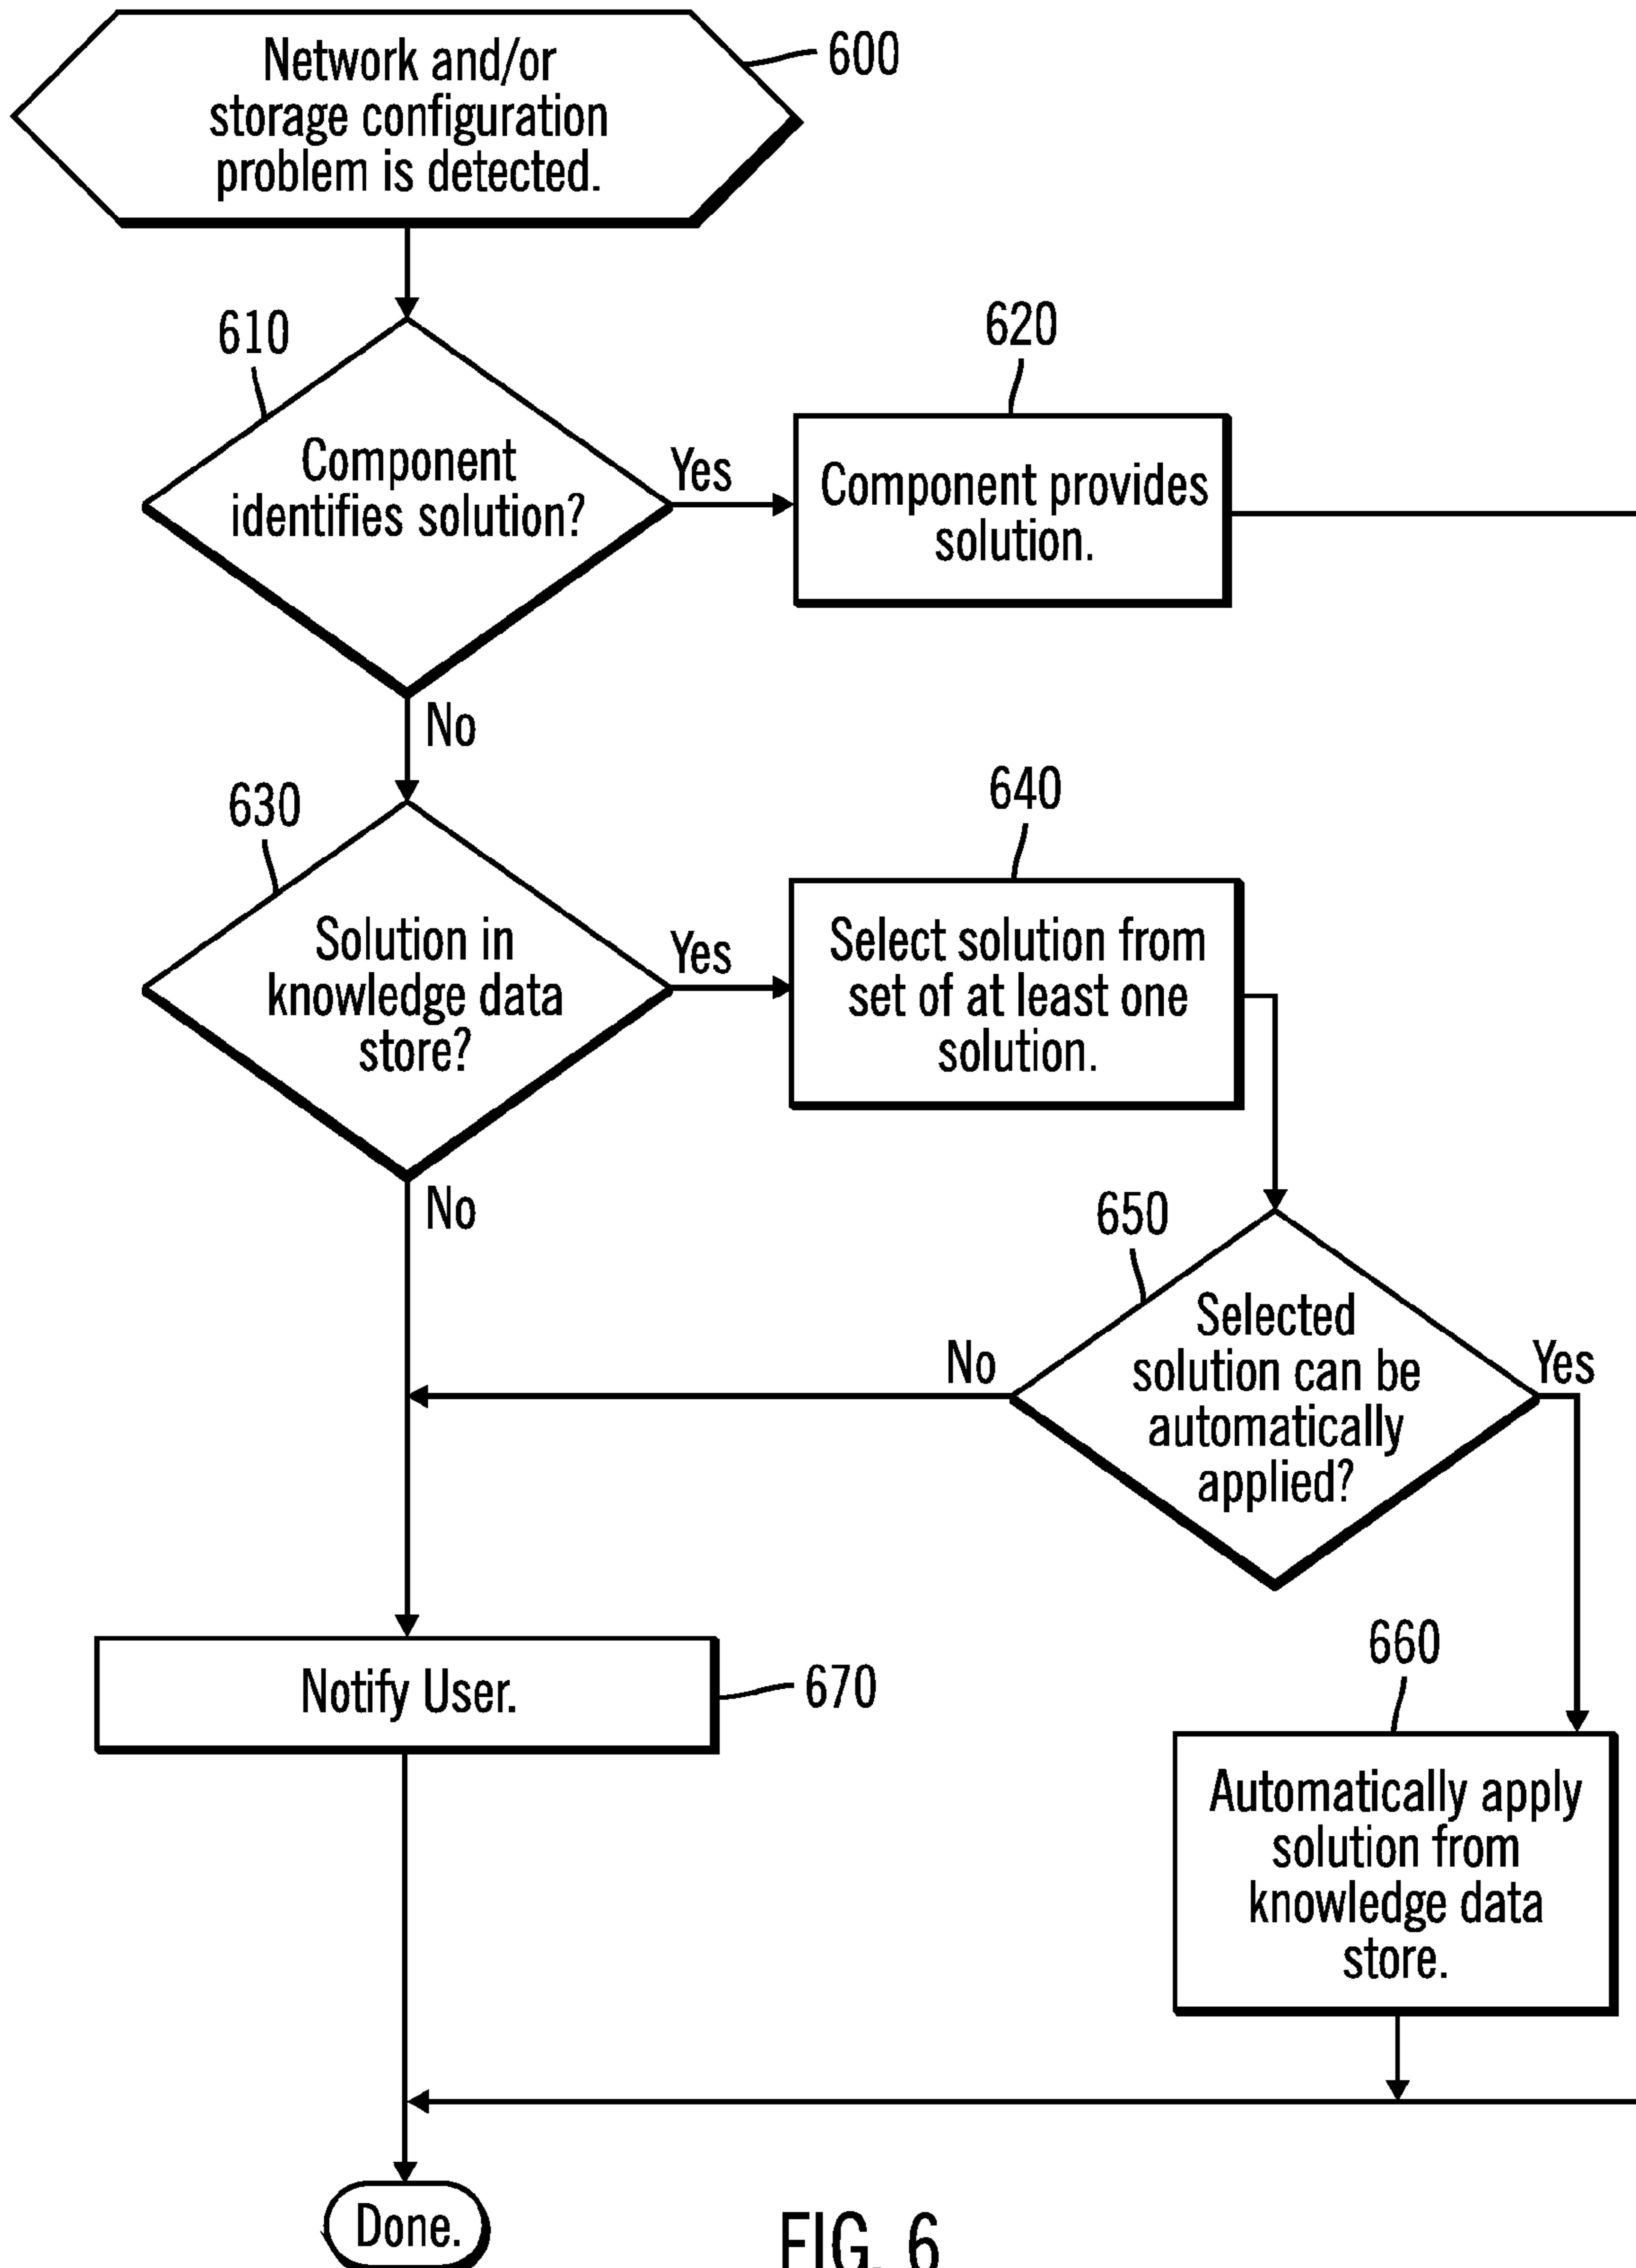 Network and/or
storage configuration
problem is detected.
600
610
Component
identifies solution?
Yes
620
Component provides
solution.
No
630
Solution in
knowledge data
store?
Yes
640
Select solution from
set of at least one
solution.
No
650
Selected
solution can be
automatically
applied?
No
Yes
Notify User.
670
660
Automatically apply
solution from
knowledge data
store.
Done.
FIG. 6